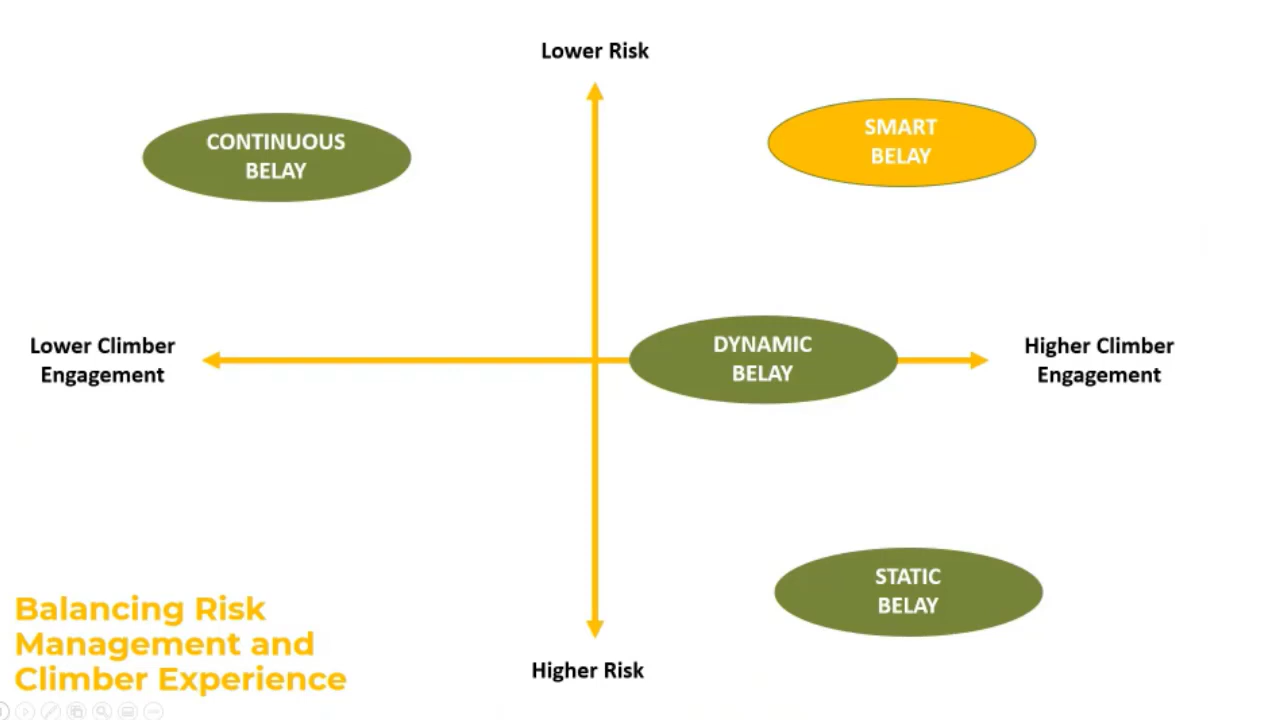 Lower Risk
CONTINUOUS
BELAY
SMART
BELAY
Lower Climber
Engagement
DYNAMIC
BELAY
Higher Climber
Engagement
STATIC
BELAY
Balancing Risk
Management and
Climber Experience
Higher Risk